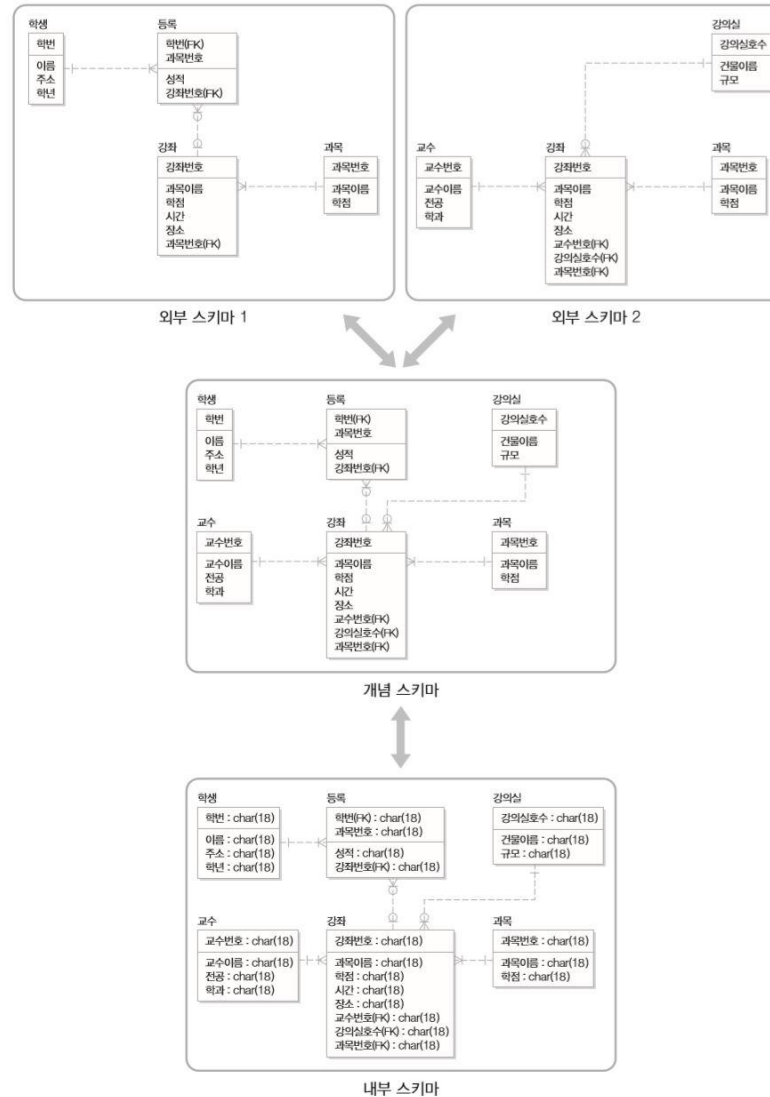 학생
학번
이름
주소
학년
등록
학번(FK)
과목번호
성적
강좌번호(FK)
강좌
강좌번호
과목이름
학점
시간
장소
과목번호(FK)
과목
과목번호
과목이름
학점
외부 스키마 1
강의실
강의실호수
건물이름
규모
교수
교수번호
교수이름
전공
학과
강좌
강좌번호
과목이름
학점
시간
장소
교수번호(FK)
강의실호수(FK)
과목번호(FK)
과목
과목번호
과목이름
학점
외부 스키마 2
학생
학번
이름
주소
학년
등록
학번(FK)
과목번호
성적
강좌번호(FK)
강의실
강의실호수
건물이름
규모
교수
교수번호
교수이름
전공
학과
강좌
강좌번호
과목이름
학점
시간
장소
교수번호(FK)
강의실호수(FK)
과목번호(FK)
과목
과목번호
과목이름
학점
개념 스키마
학생
학번 : char(18)
이름 : char(18)
주소 : char(18)
학년 : char(18)
등록
학번(FK) : char(18)
과목번호 : char(18)
성적 : char(18)
강좌번호(FK) : char(18)
강의실
강의실호수 : char(18)
건물이름 : char(18)
규모 : char(18)
교수
교수번호 : char(18)
교수이름 : char(18)
전공 : char(18)
학과 : char(18)
강좌
강좌번호 : char(18)
과목이름 : char(18)
학점 : char(18)
시간 : char(18)
장소 : char(18)
교수번호(FK) : char(18)
강의실호수(FK) : char(18)
과목번호(FK) : char(18)
과목
과목번호 : char(18)
과목이름 : char(18)
학점 : char(18)
내부 스키마